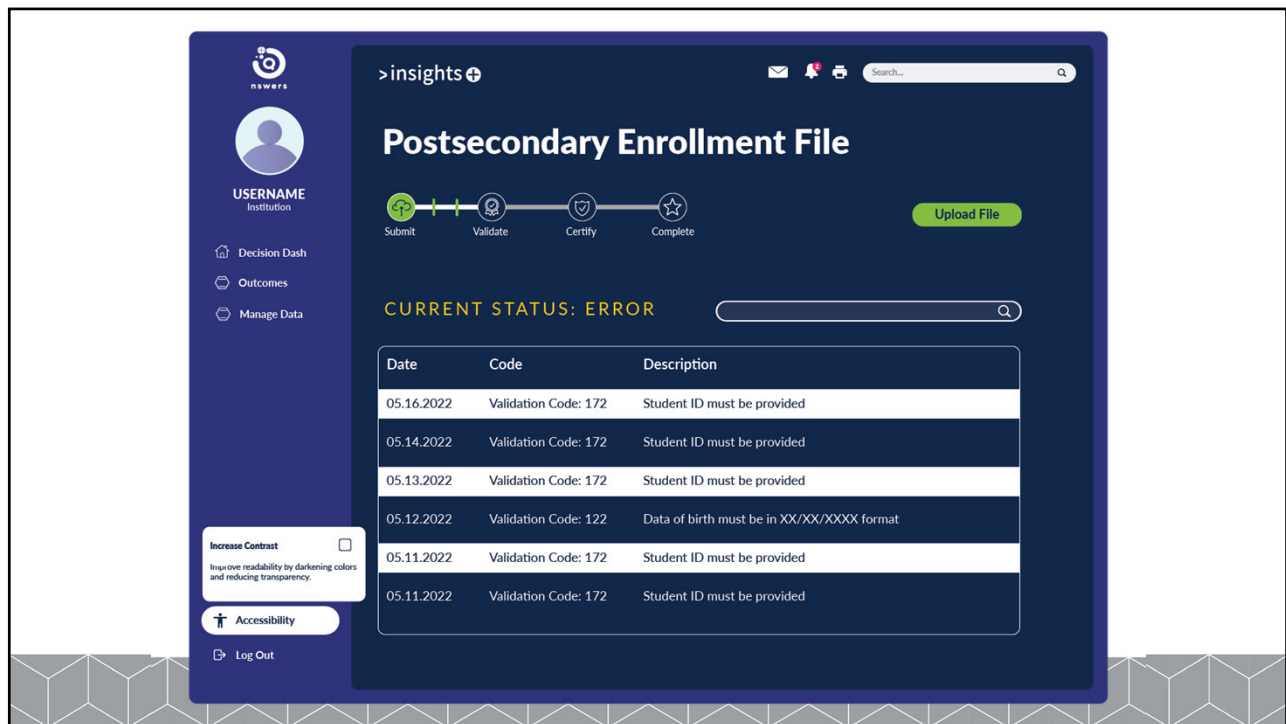 nswers
USERNAME
Institution
Decision Dash
Outcomes
Manage Data
Increase Contrast
Improve readability by darkening colors
and reducing transparency.
Accessibility
Log Out
>insights
2
Search...
Postsecondary Enrollment File
Submit Validate Certify Complete
Upload File
CURRENT STATUS: ERROR
Date Code Description
05.16.2022 Validation Code: 172 Student ID must be provided
05.14.2022 Validation Code: 172 Student ID must be provided
05.13.2022 Validation Code: 172 Student ID must be provided
05.12.2022 Validation Code: 122 Data of birth must be in XX/XX/XXXX format
05.11.2022 Validation Code: 172 Student ID must be provided
05.11.2022 Validation Code: 172 Student ID must be provided